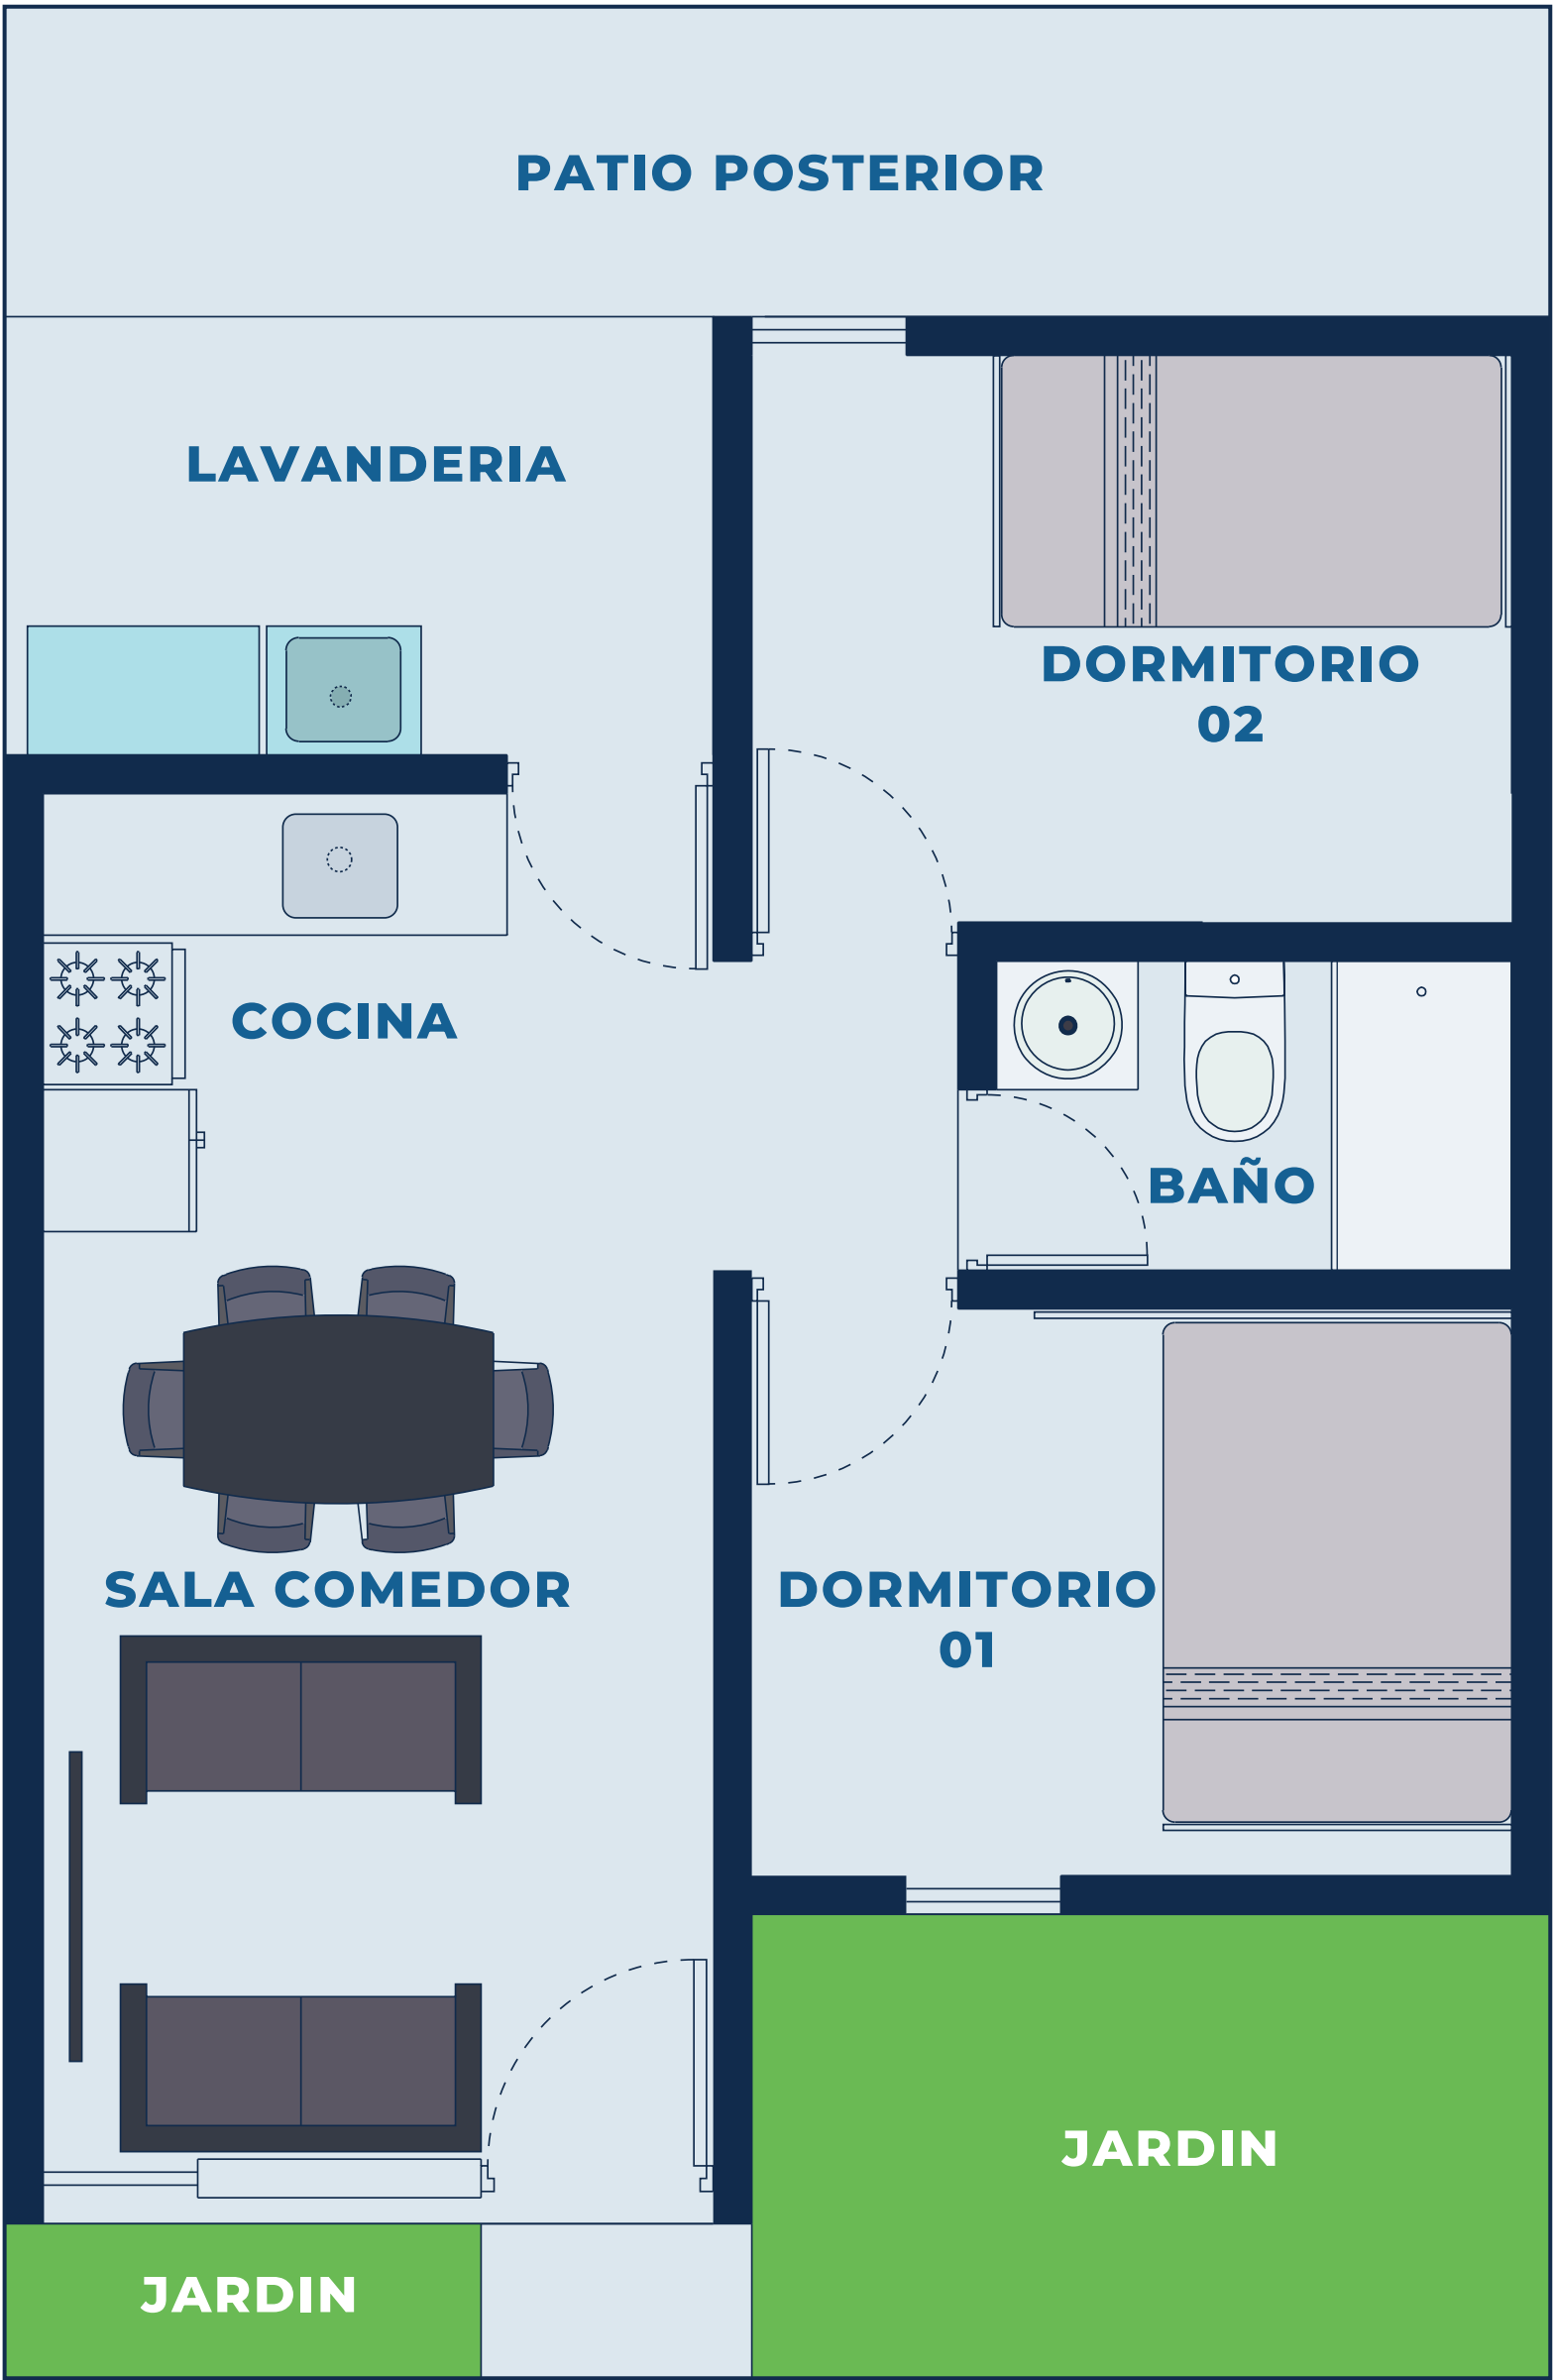 PATIO POSTERIOR
LAVANDERIA
DORMITORIO
02
COCINA
BAÑO
SALA COMEDOR
DORMITORIO
01
JARDIN
JARDIN